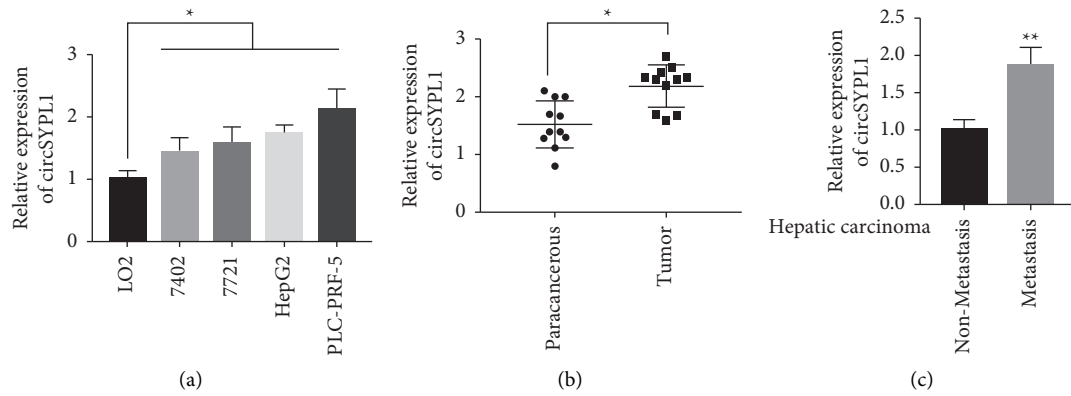 *
Relative expression
of circSYPL1
3
2
1
0
LO2
7402
7721
HepG2
PLC-PRF-5
(a)
*
Relative expression
of circSYPL1
3
2
1
0
Paracancerous
Tumor
(b)
**
Relative expression
of circSYPL1
2.5
2.0
1.5
1.0
0.5
0.0
Hepatic carcinoma
Non-Metastasis
Metastasis
(c)